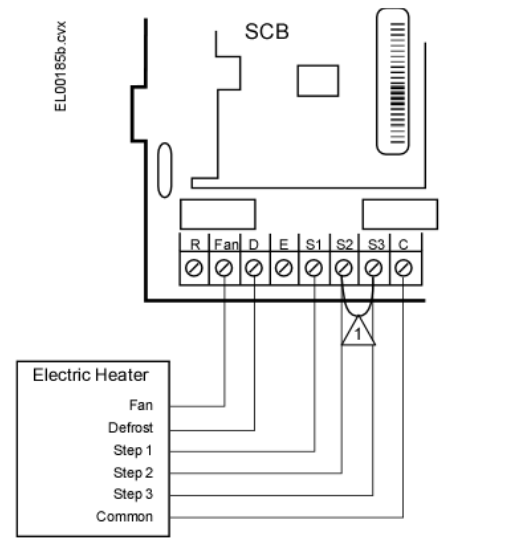 EL00185b.cvx
SCB
R Fan D E S1 S2 S3 C
1
Electric Heater
Fan
Defrost
Step 1
Step 2
Step 3
Common